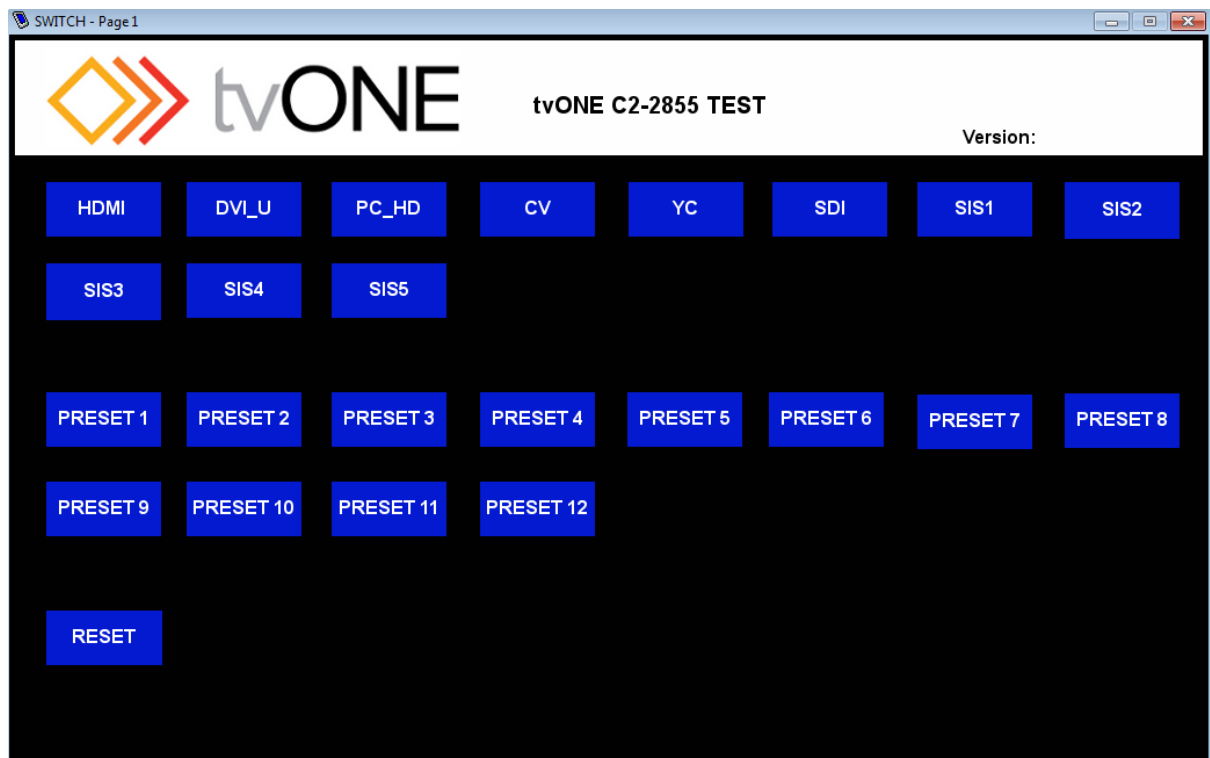 SWITCH - Page 1
tvONE
tvONE C2-2855 TEST
Version:
HDMI DVI_U PC_HD CV YC SDI SIS1 SIS2
SIS3 SIS4 SIS5
PRESET 1 PRESET 2 PRESET 3 PRESET 4 PRESET 5 PRESET 6 PRESET 7 PRESET 8
PRESET 9 PRESET 10 PRESET 11 PRESET 12
RESET